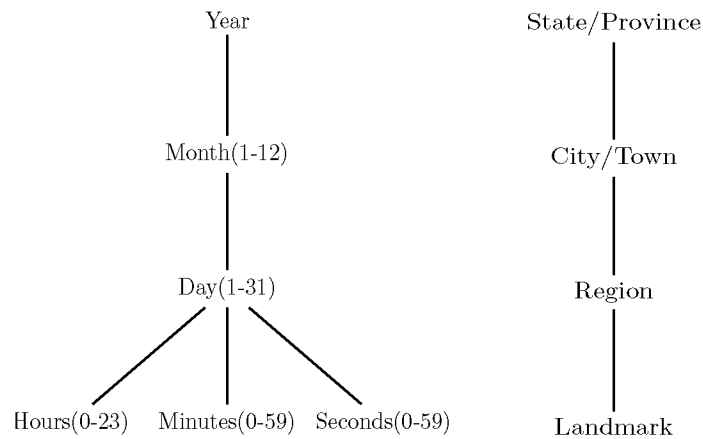 Year
Month(1-12)
Day(1-31)
Hours(0-23) Minutes(0-59) Seconds(0-59)
State/Province
City/Town
Region
Landmark